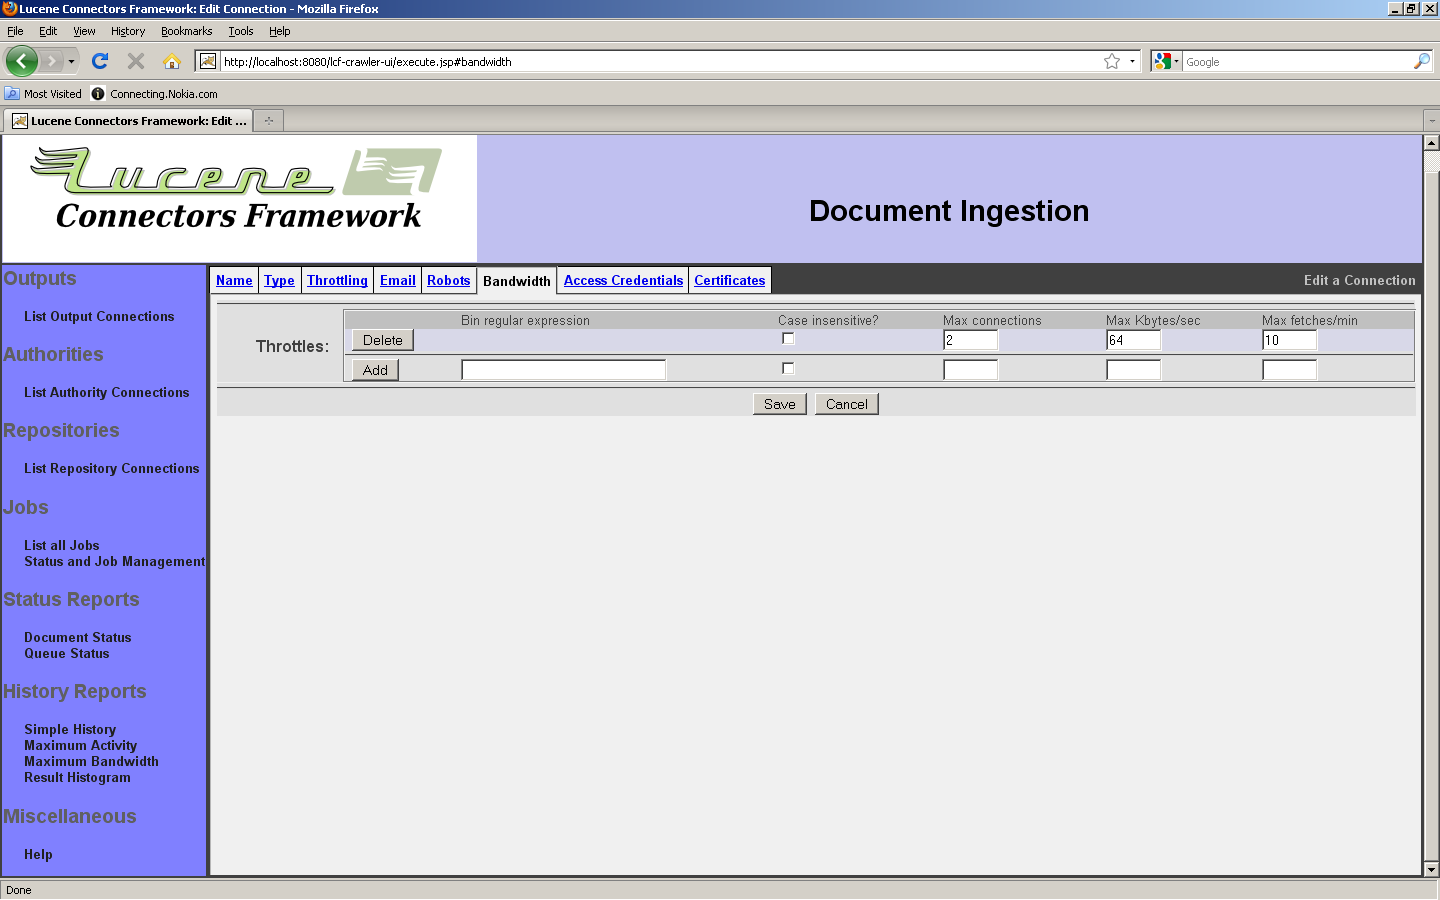 Lucene Connectors Framework: Edit Connection - Mozilla Firefox
File Edit View History Bookmarks Tools Help
http://localhost:8080/lcf-crawler-ui/execute.jsp#bandwidth
Google
Most Visited Connecting.Nokia.com
Lucene Connectors Framework: Edit ...
Lucene
Connectors Framework
Document Ingestion
Name Type Throttling Email Robots Bandwidth Access Credentials Certificates Edit a Connection
Bin regular expression Case insensitive? Max connections Max Kbytes/sec Max fetches/min
Throttles:
Delete 2 64 10
Add
Save Cancel
Outputs
List Output Connections
Authorities
List Authority Connections
Repositories
List Repository Connections
Jobs
List all Jobs
Status and Job Management
Status Reports
Document Status
Queue Status
History Reports
Simple History
Maximum Activity
Maximum Bandwidth
Result Histogram
Miscellaneous
Help
Done